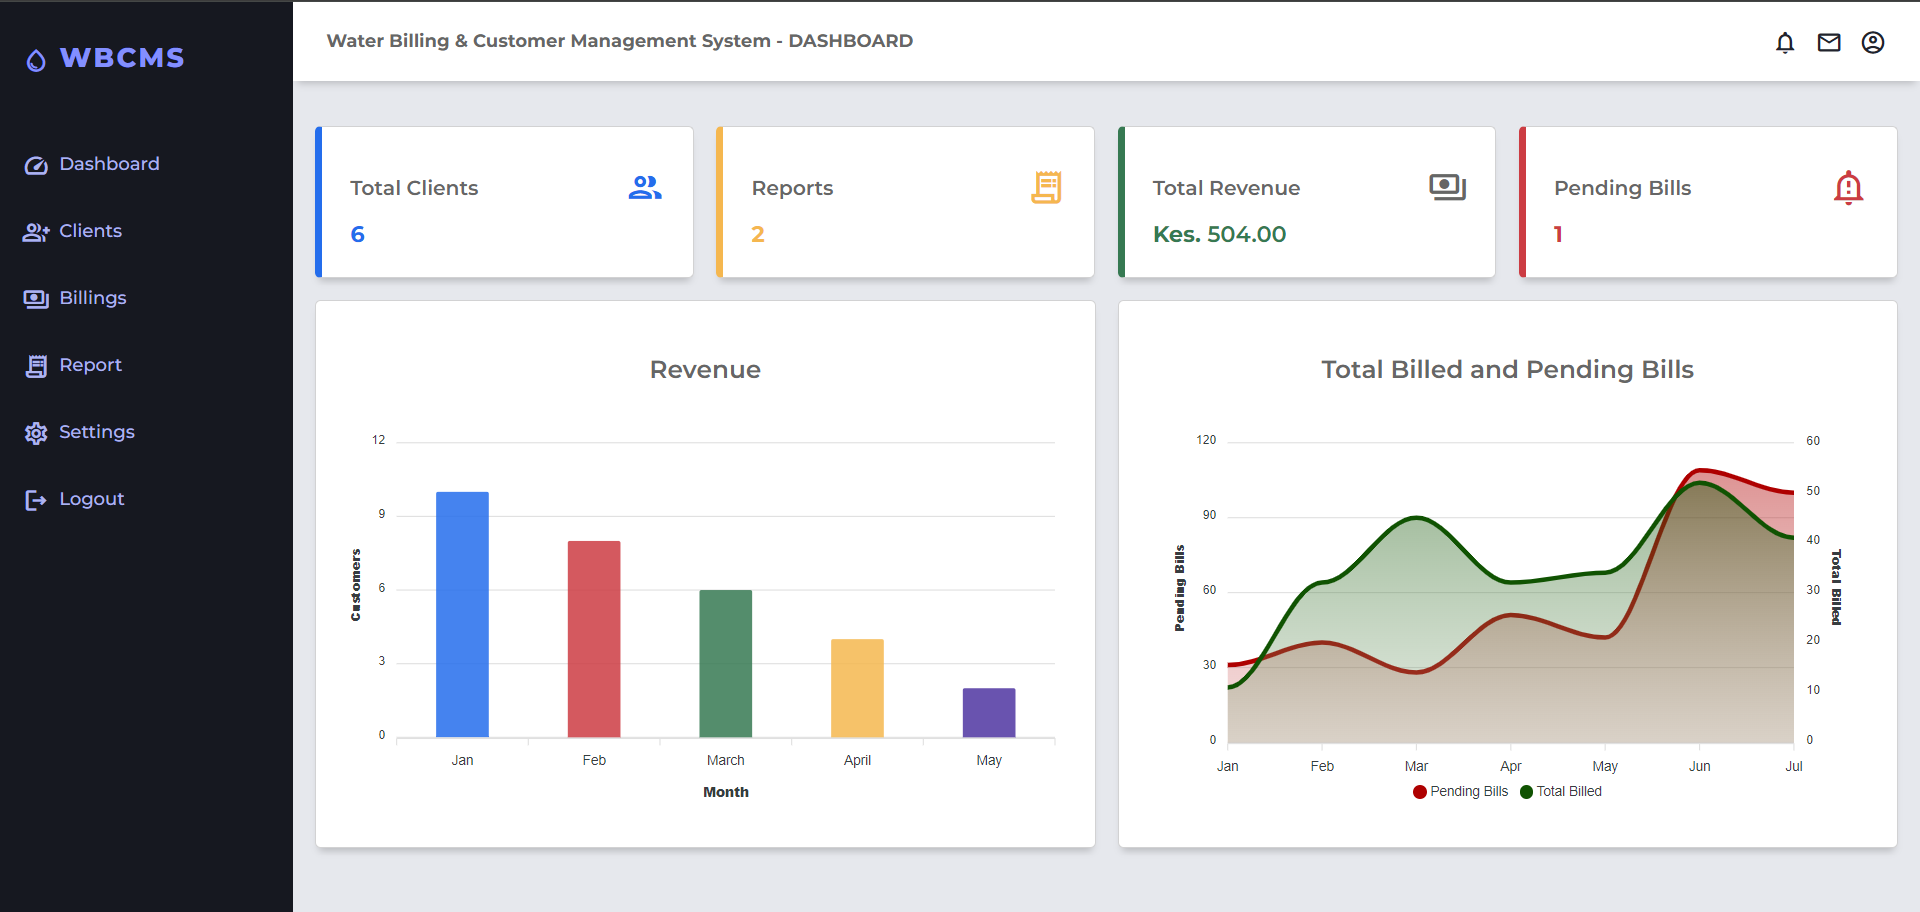 WBCMS
Dashboard
Clients
Billings
Report
Settings
Logout
Water Billing & Customer Management System - DASHBOARD
Total Clients
6
Reports
2
Total Revenue
Kes. 504.00
Pending Bills
1
Revenue
Customers
12
9
6
3
0
Jan Feb March April May
Month
Total Billed and Pending Bills
Pending Bills
120
90
60
30
0
60
50
40
30
20
10
0
Total Billed
Jan Feb Mar Apr May Jun Jul
Pending Bills Total Billed